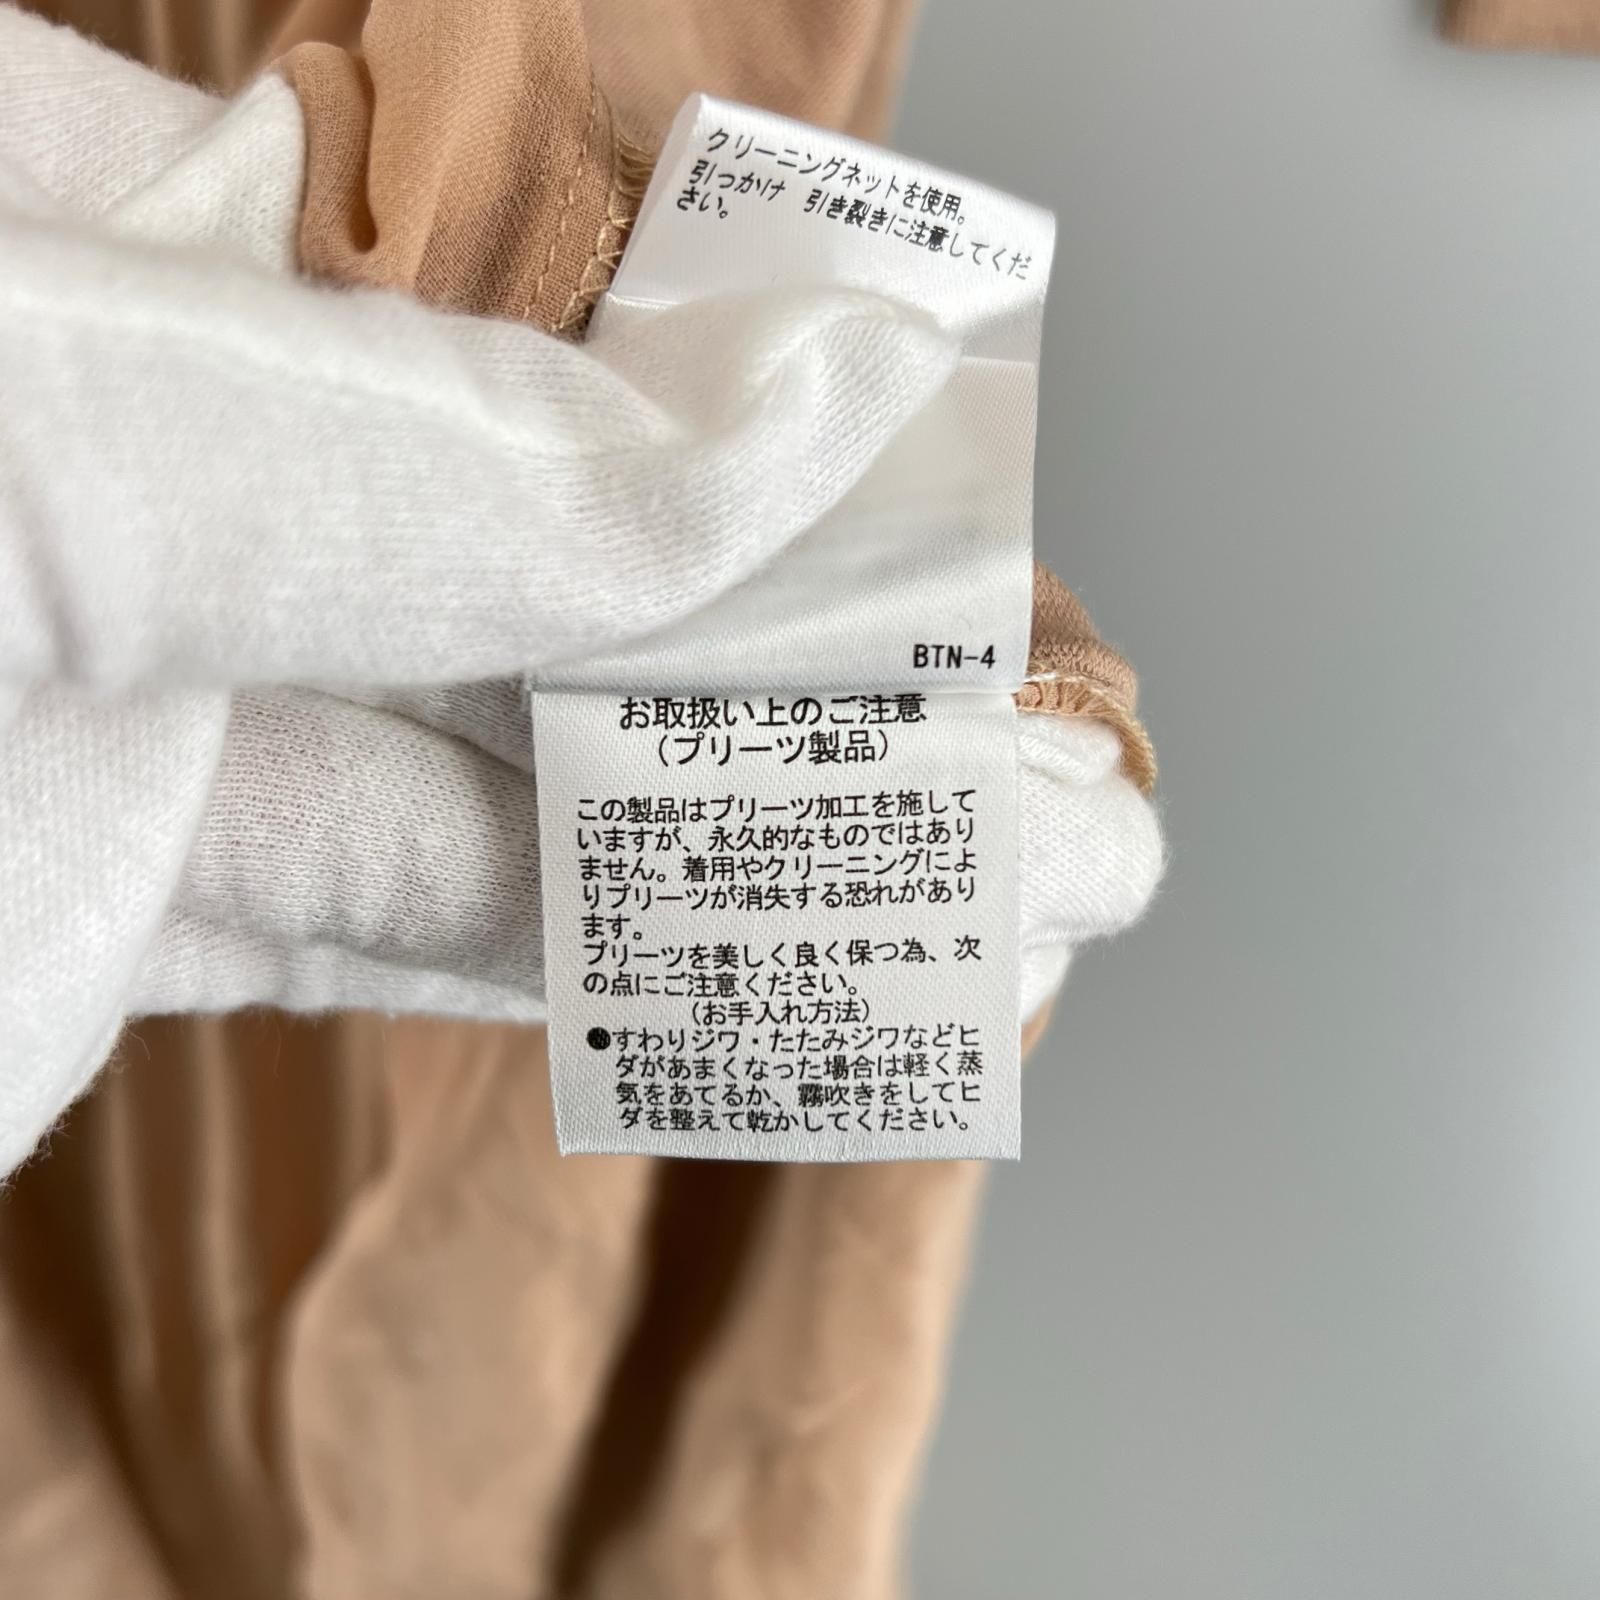 クリーニングネットを使用。
引っかけ 引き裂きに注意してくだ
さい。
BTN-4
お取扱い上のご注意
(プリーツ製品)
この製品はプリーツ加工を施して
いますが、永久的なものではあり
ません。着用やクリーニングによ
りプリーツが消失する恐れがあり
ます。
プリーツを美しく良く保つ為、次
の点にご注意ください。
(お手入れ方法)
●すわりジワ・たたみジワなどヒ
ダがあまくなった場合は軽く蒸
気をあてるか、霧吹きをしてヒ
ダを整えて乾かしてください。